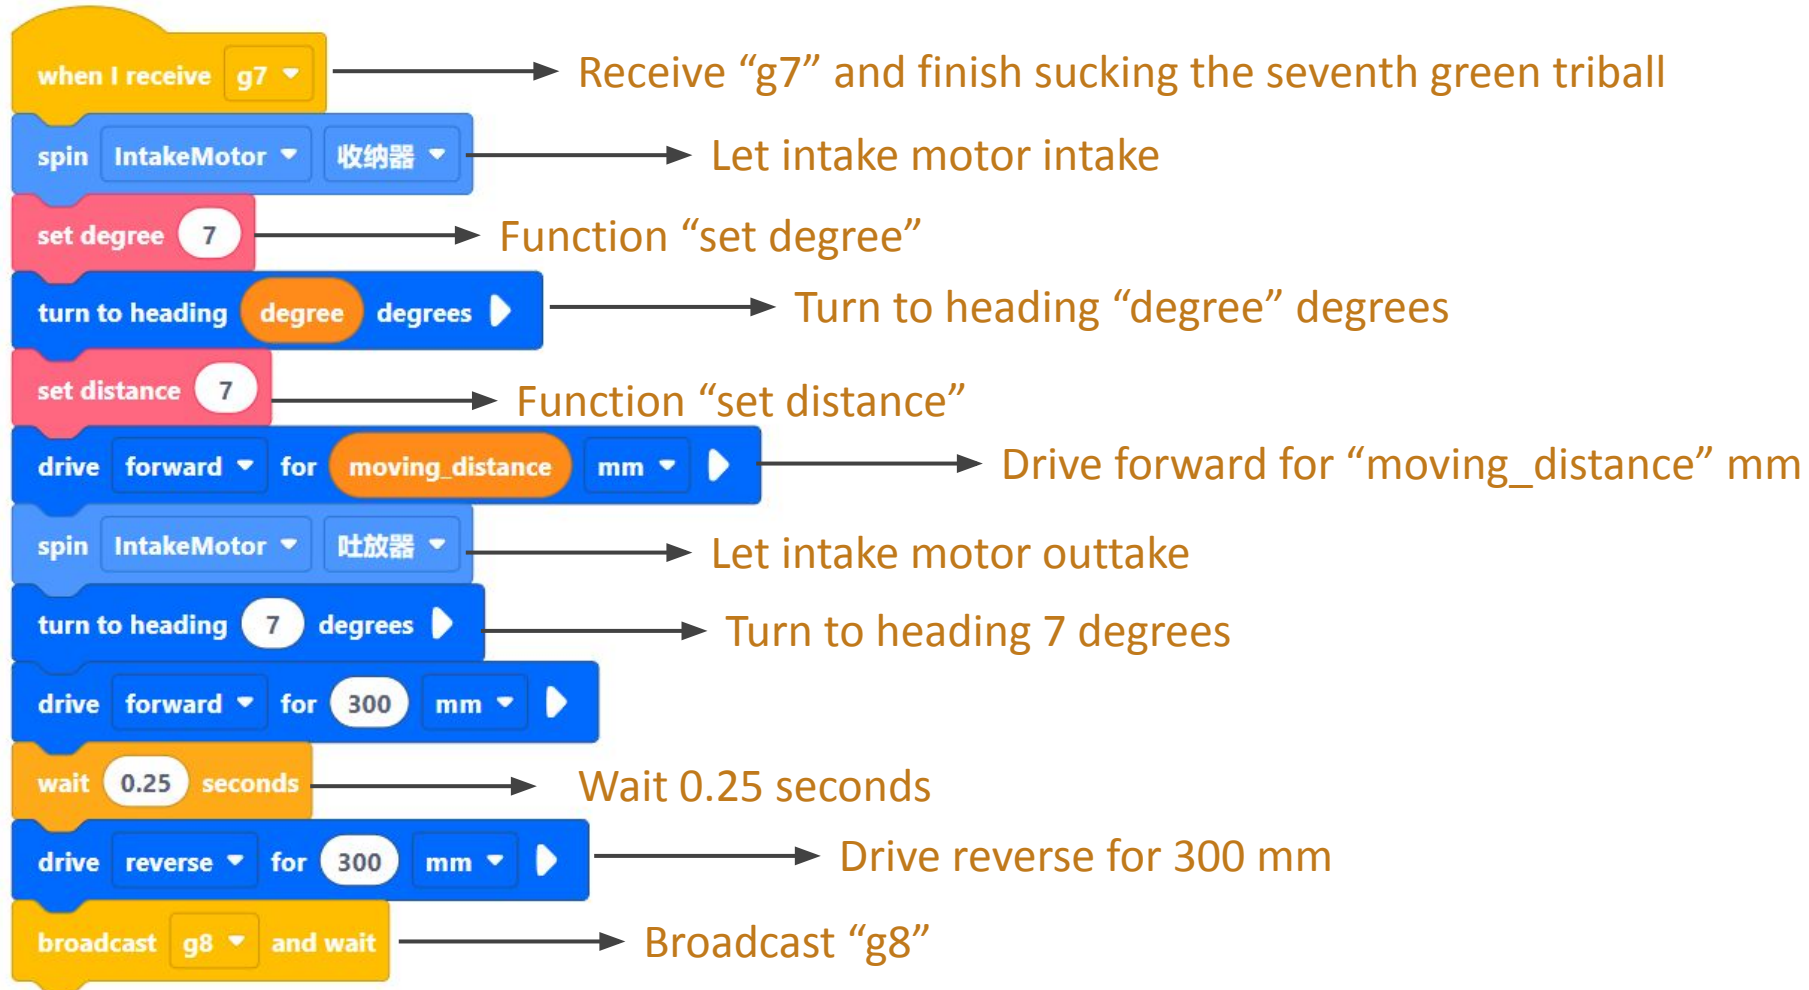 when I receive g7
Receive “g7” and finish sucking the seventh green triball
spin IntakeMotor 收纳器
Let intake motor intake
set degree 7
Function “set degree”
turn to heading degree degrees
Turn to heading “degree” degrees
set distance 7
Function “set distance”
drive forward for moving_distance mm
Drive forward for “moving_distance” mm
spin IntakeMotor 吐放器
Let intake motor outtake
turn to heading 7 degrees
Turn to heading 7 degrees
drive forward for 300 mm
wait 0.25 seconds
Wait 0.25 seconds
drive reverse for 300 mm
Drive reverse for 300 mm
broadcast g8 and wait
Broadcast “g8”